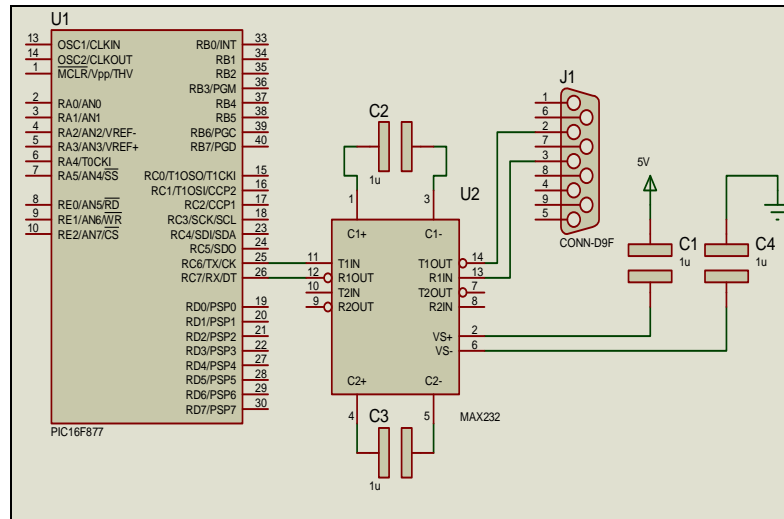 U1
13 OSC1/CLKIN RB0/INT 33
14 OSC2/CLKOUT RB1 34
1 MCLR/Vpp/THV RB2 35
RB3/PGM 36
2 RA0/AN0 RB4 37
3 RA1/AN1 RB5 38
4 RA2/AN2/VREF- RB6/PGC 39
5 RA3/AN3/VREF+ RB7/PGD 40
6 RA4/T0CKI
7 RA5/AN4/SS RC0/T1OSO/T1CKI 15
RC1/T1OSI/CCP2 16
8 RE0/AN5/RD RC2/CCP1 17
9 RE1/AN6/WR RC3/SCK/SCL 18
10 RE2/AN7/CS RC4/SDI/SDA 23
RC5/SDO 24
RC6/TX/CK 25
RC7/RX/DT 26
RD0/PSP0 19
RD1/PSP1 20
RD2/PSP2 21
RD3/PSP3 22
RD4/PSP4 27
RD5/PSP5 28
RD6/PSP6 29
RD7/PSP7 30
PIC16F877
C2
1u
U2
1 3
C1+ C1-
11 T1IN T1OUT 14
12 R1OUT R1IN 13
10 T2IN T2OUT 7
9 R2OUT R2IN 8
VS+ 2
VS- 6
C2+ C2-
4 5
MAX232
C3
1u
J1
1
6
2
7
3
8
4
9
5
CONN-D9F
5V
C1
1u
C4
1u